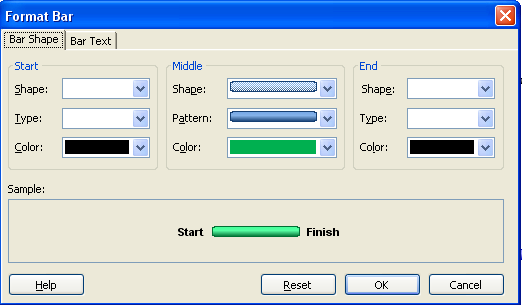 Format Bar
Bar Shape Bar Text
Start Middle End
Shape: Shape: Shape:
Type: Pattern: Type:
Color: Color: Color:
Sample:
Start Finish
Help Reset OK Cancel